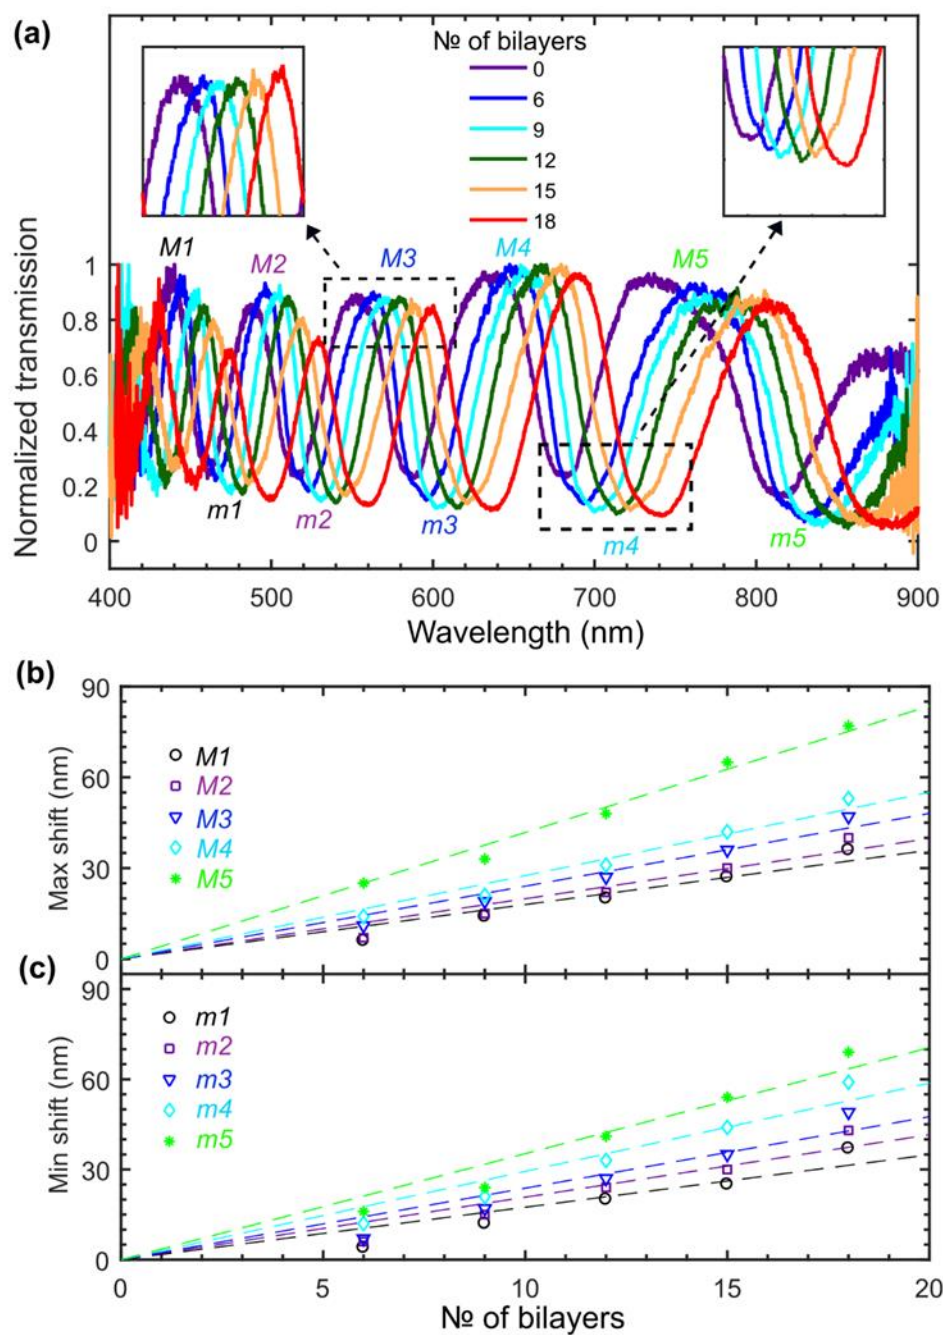 (a)
№ of bilayers
0
6
9
12
15
18
Normalized transmission
1
0.8
0.6
0.4
0.2
0
M1
M2
M3
M4
M5
m1
m2
m3
m4
m5
400
500
600
700
800
900
Wavelength (nm)
(b)
Max shift (nm)
90
60
30
0
M1
M2
M3
M4
M5
(c)
Min shift (nm)
90
60
30
0
m1
m2
m3
m4
m5
0
5
10
15
20
№ of bilayers